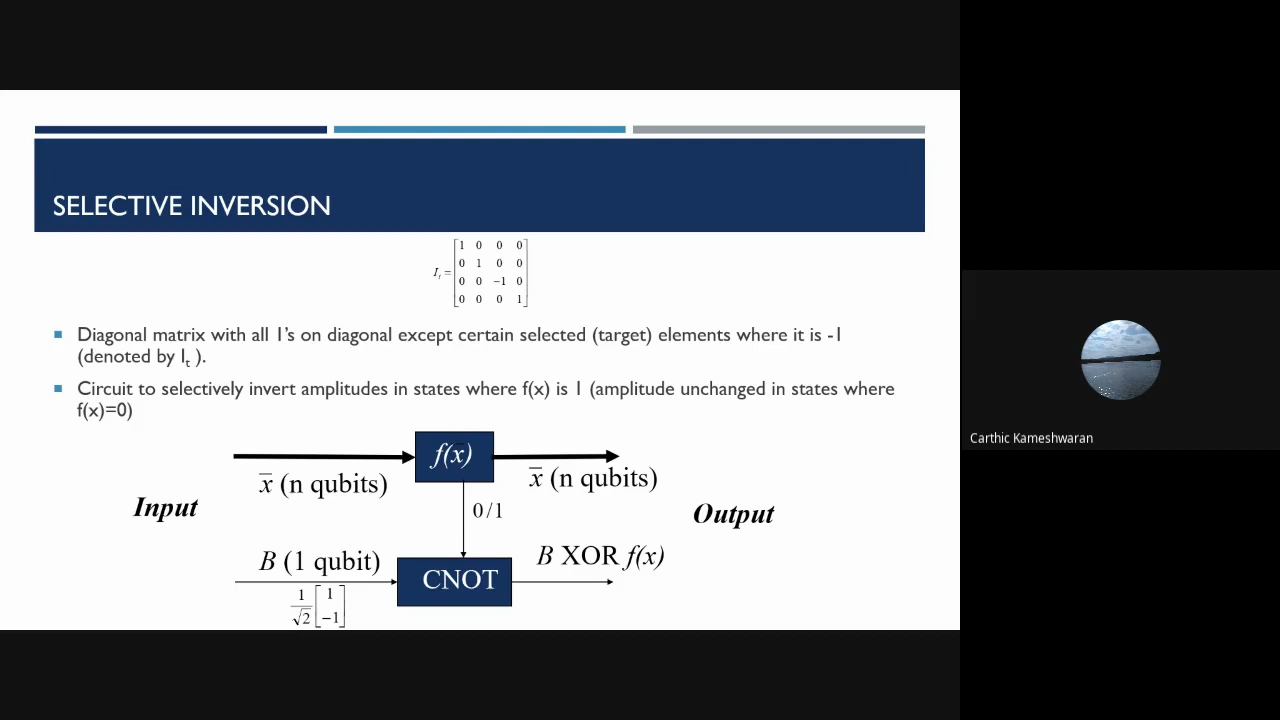 SELECTIVE INVERSION
I_t = [1 0 0 0
0 1 0 0
0 0 −1 0
0 0 0 1]
Diagonal matrix with all 1's on diagonal except certain selected (target) elements where it is -1
(denoted by I_t ).
Circuit to selectively invert amplitudes in states where f(x) is 1 (amplitude unchanged in states where
f(x)=0)
f(x̅)
x̅ (n qubits)
x̅ (n qubits)
Input
0/1
Output
B (1 qubit)
B XOR f(x)
CNOT
1/√2 [1
−1]
Carthic Kameshwaran